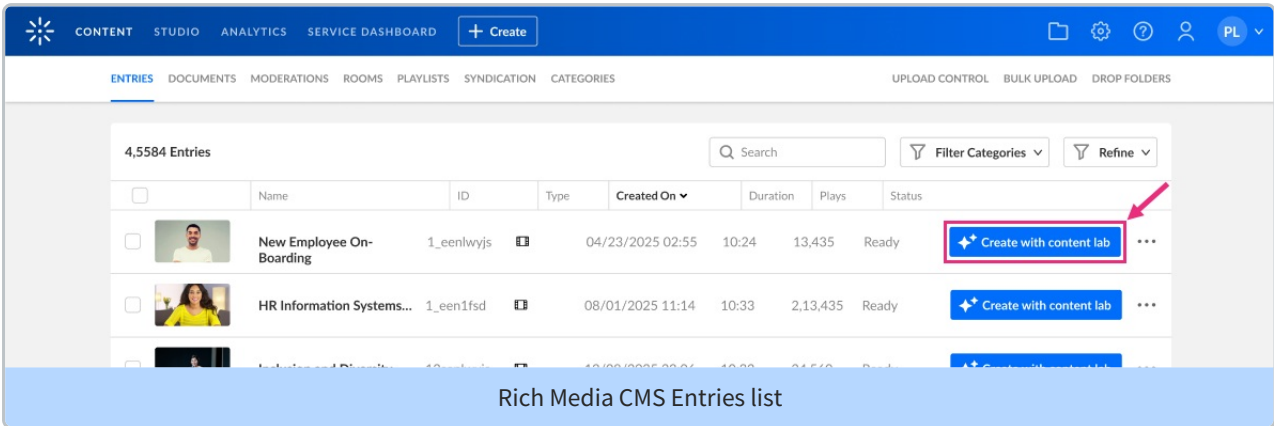 CONTENT STUDIO ANALYTICS SERVICE DASHBOARD + Create PL
ENTRIES DOCUMENTS MODERATIONS ROOMS PLAYLISTS SYNDICATION CATEGORIES UPLOAD CONTROL BULK UPLOAD DROP FOLDERS
4,5584 Entries Search Filter Categories Refine
Name ID Type Created On Duration Plays Status
New Employee On-
Boarding
1_eenlwyjs 04/23/2025 02:55 10:24 13,435 Ready Create with content lab
HR Information Systems... 1_een1fsd 08/01/2025 11:14 10:33 2,13,435 Ready Create with content lab
Rich Media CMS Entries list